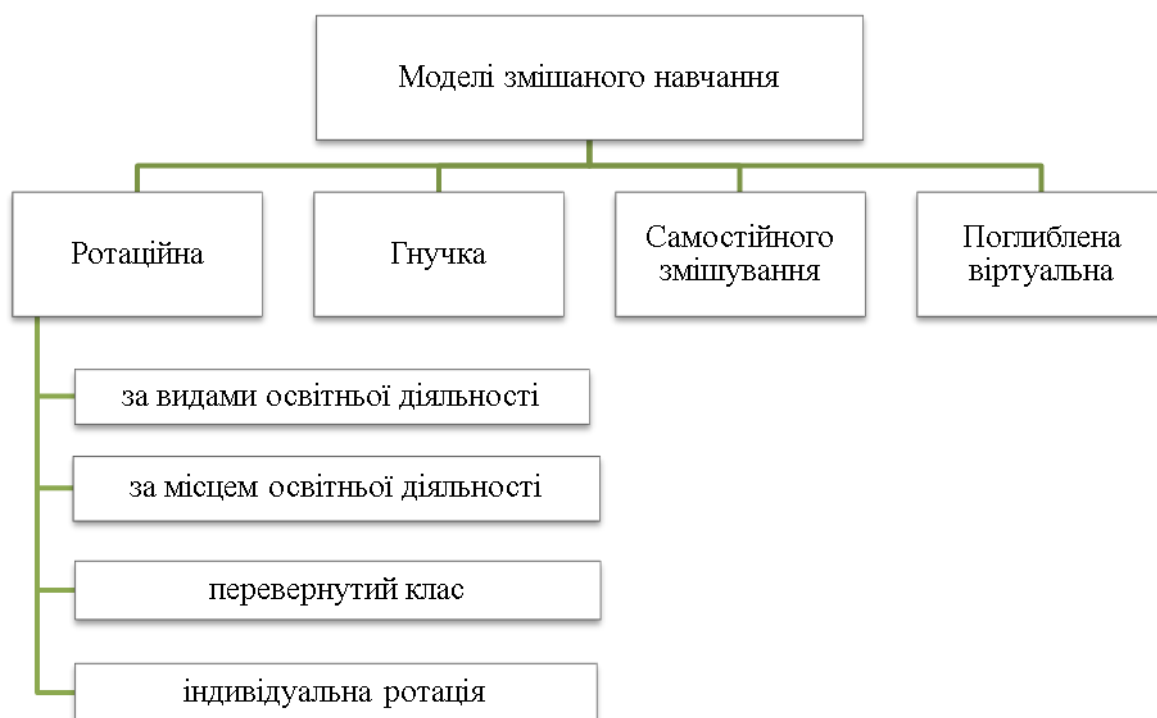 Моделі змішаного навчання
Ротаційна
Гнучка
Самостійного
змішування
Поглиблена
віртуальна
за видами освітньої діяльності
за місцем освітньої діяльності
перевернутий клас
індивідуальна ротація